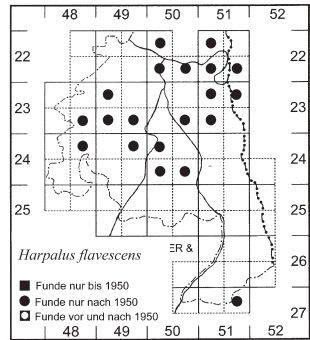 48 49 50 51 52
22 22
23 23
24 24
25 25
ER &
Harpalus flavescens
26
Funde nur bis 1950
Funde nur nach 1950
Funde vor und nach 1950
27
48 49 50 51 52